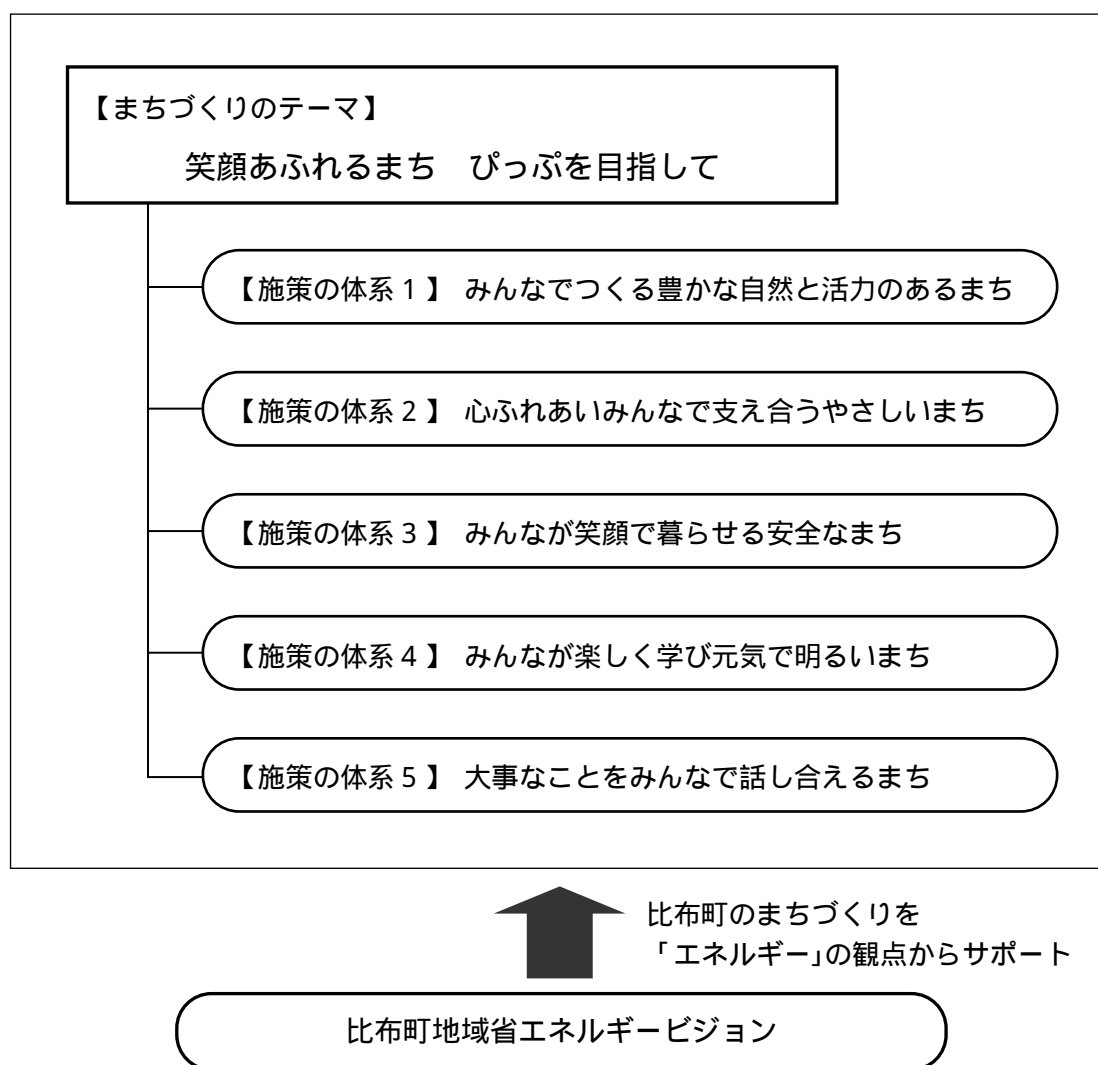 【まちづくりのテーマ】
笑顔あふれるまち　ぴっぷを目指して
【施策の体系１】 みんなでつくる豊かな自然と活力のあるまち
【施策の体系２】 心ふれあいみんなで支え合うやさしいまち
【施策の体系３】 みんなが笑顔で暮らせる安全なまち
【施策の体系４】 みんなが楽しく学び元気で明るいまち
【施策の体系５】 大事なことをみんなで話し合えるまち
比布町のまちづくりを
「エネルギー」の観点からサポート
比布町地域省エネルギービジョン